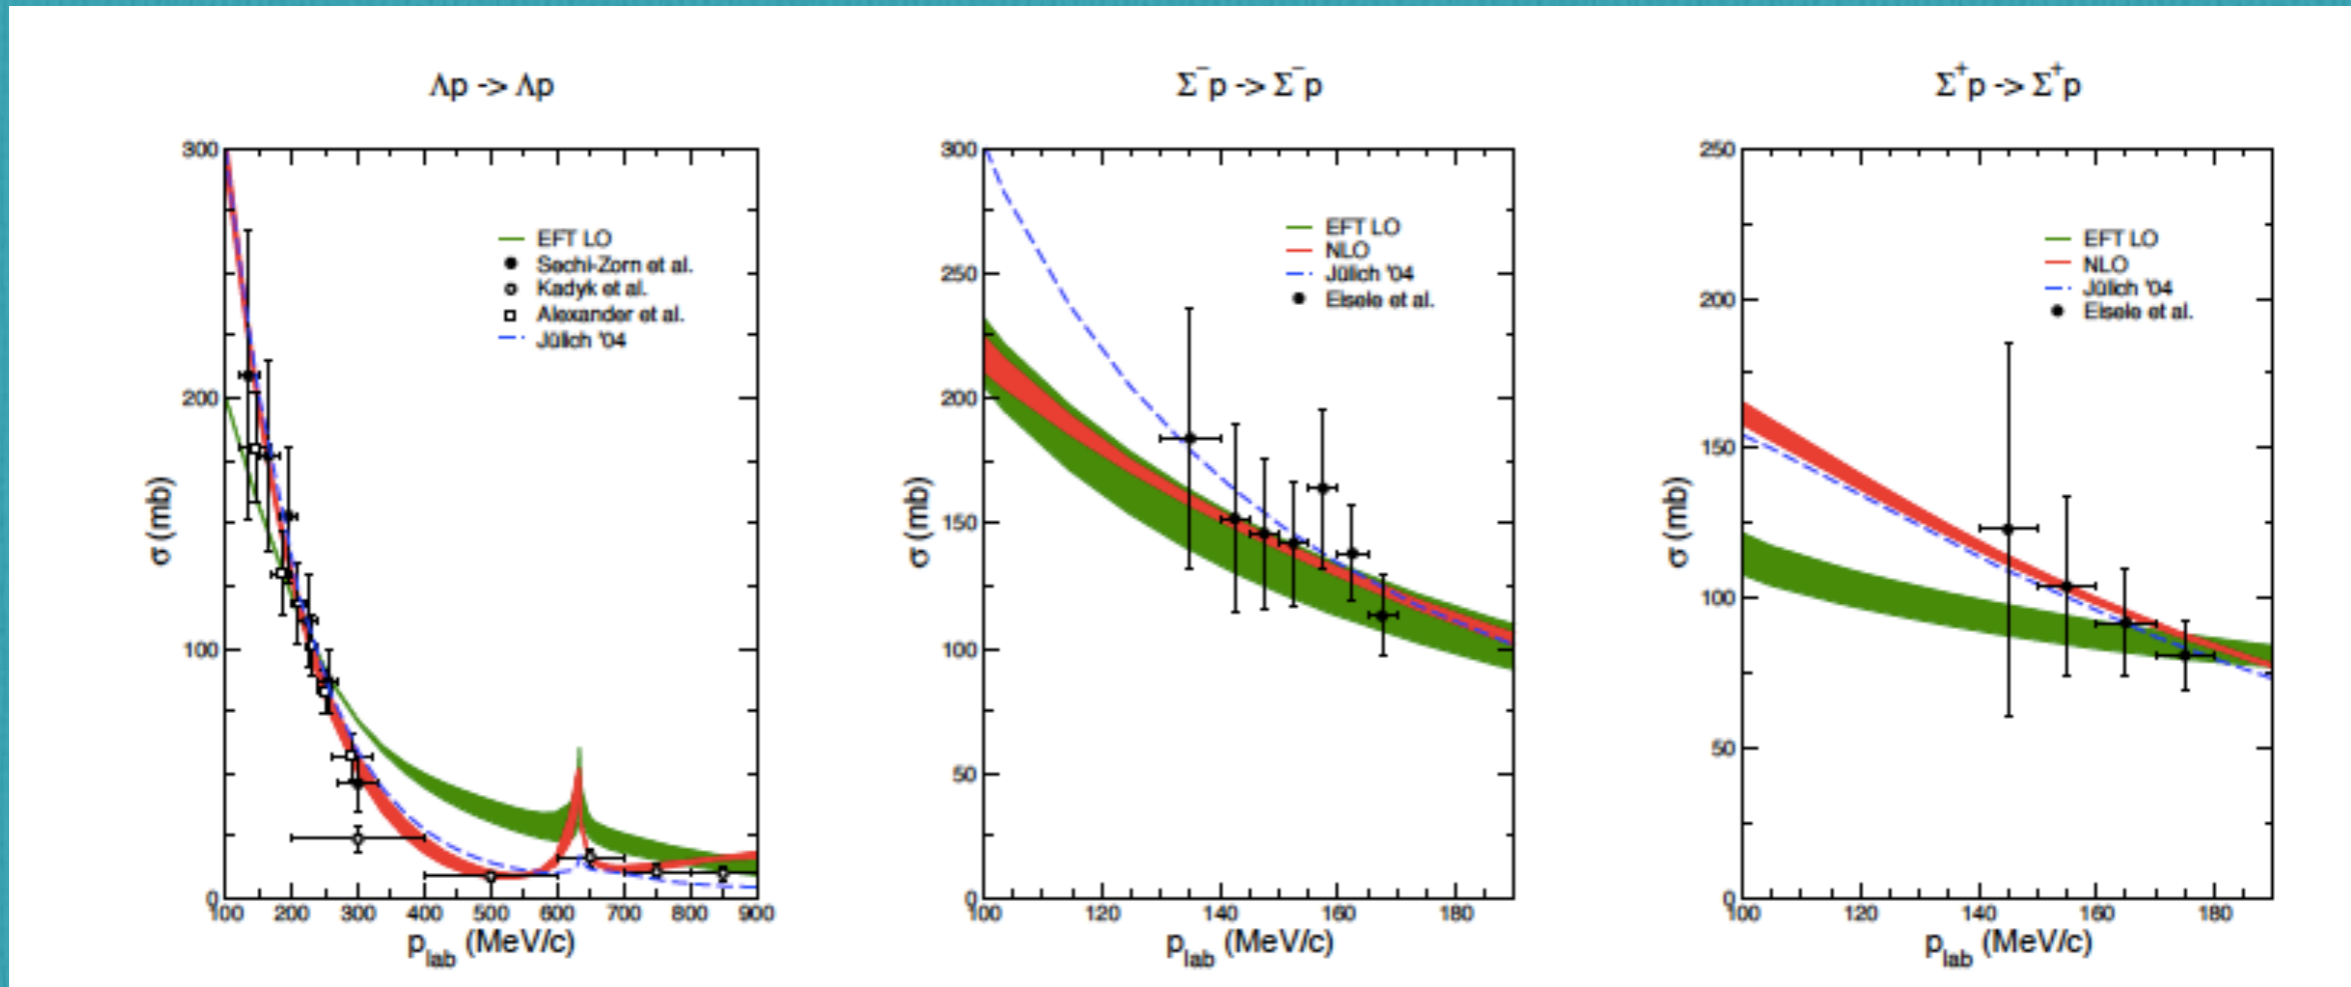 Λp -> Λp
300
200
100
0
σ (mb)
EFT LO
Sechi-Zorn et al.
Kadyk et al.
Alexander et al.
Jülich '04
100 200 300 400 500 600 700 800 900
p_lab (MeV/c)
Σ⁻p -> Σ⁻p
300
250
200
150
100
50
0
σ (mb)
EFT LO
NLO
Jülich '04
Eisele et al.
100 120 140 160 180
p_lab (MeV/c)
Σ⁺p -> Σ⁺p
250
200
150
100
50
0
σ (mb)
EFT LO
NLO
Jülich '04
Eisele et al.
100 120 140 160 180
p_lab (MeV/c)